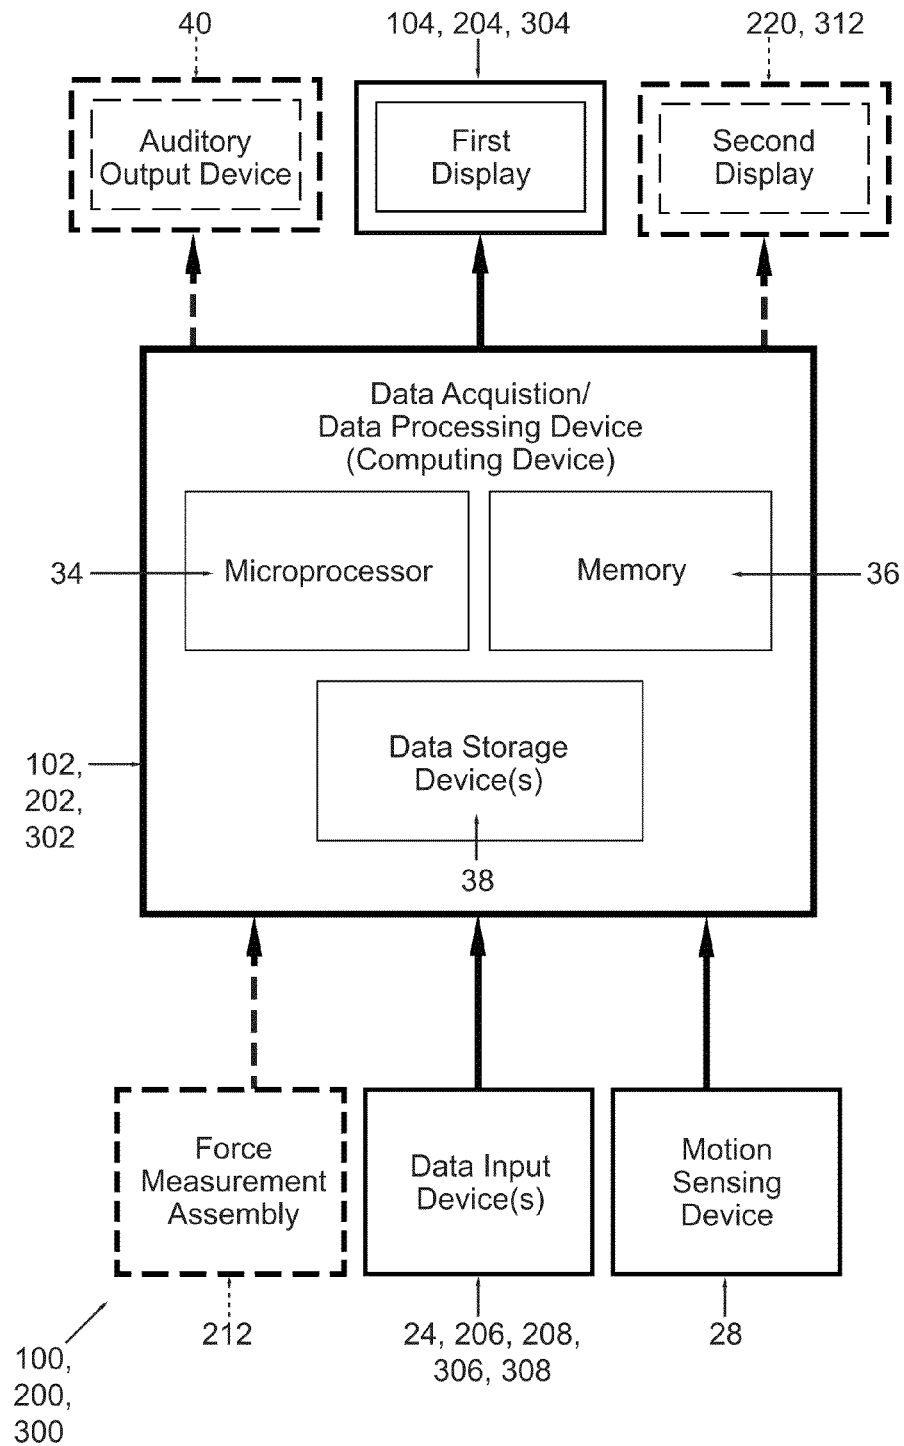 40
104, 204, 304
220, 312
Auditory
Output Device
First
Display
Second
Display
Data Acquistion/
Data Processing Device
(Computing Device)
34
Microprocessor
Memory
36
Data Storage
Device(s)
102,
202,
302
38
Force
Measurement
Assembly
Data Input
Device(s)
Motion
Sensing
Device
212
24, 206, 208,
306, 308
28
100,
200,
300